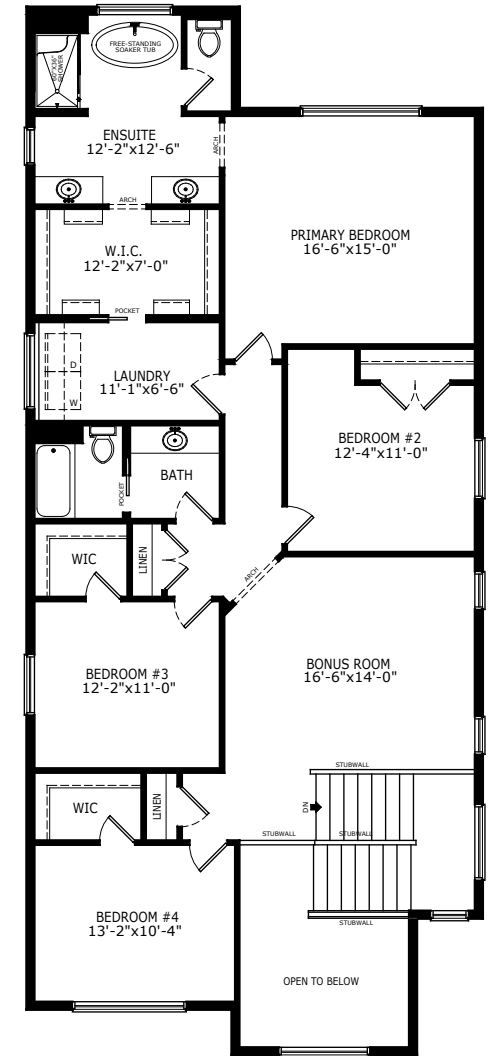 FREE-STANDING
SOAKER TUB
60"X36"
SHOWER
ENSUITE
12'-2"x12'-6"
ARCH
ARCH
W.I.C.
12'-2"x7'-0"
PRIMARY BEDROOM
16'-6"x15'-0"
POCKET
LAUNDRY
11'-1"x6'-6"
D
W
BEDROOM #2
12'-4"x11'-0"
BATH
POCKET
WIC
LINEN
ARCH
BEDROOM #3
12'-2"x11'-0"
BONUS ROOM
16'-6"x14'-0"
STUBWALL
WIC
LINEN
DN
STUBWALL
STUBWALL
STUBWALL
BEDROOM #4
13'-2"x10'-4"
OPEN TO BELOW